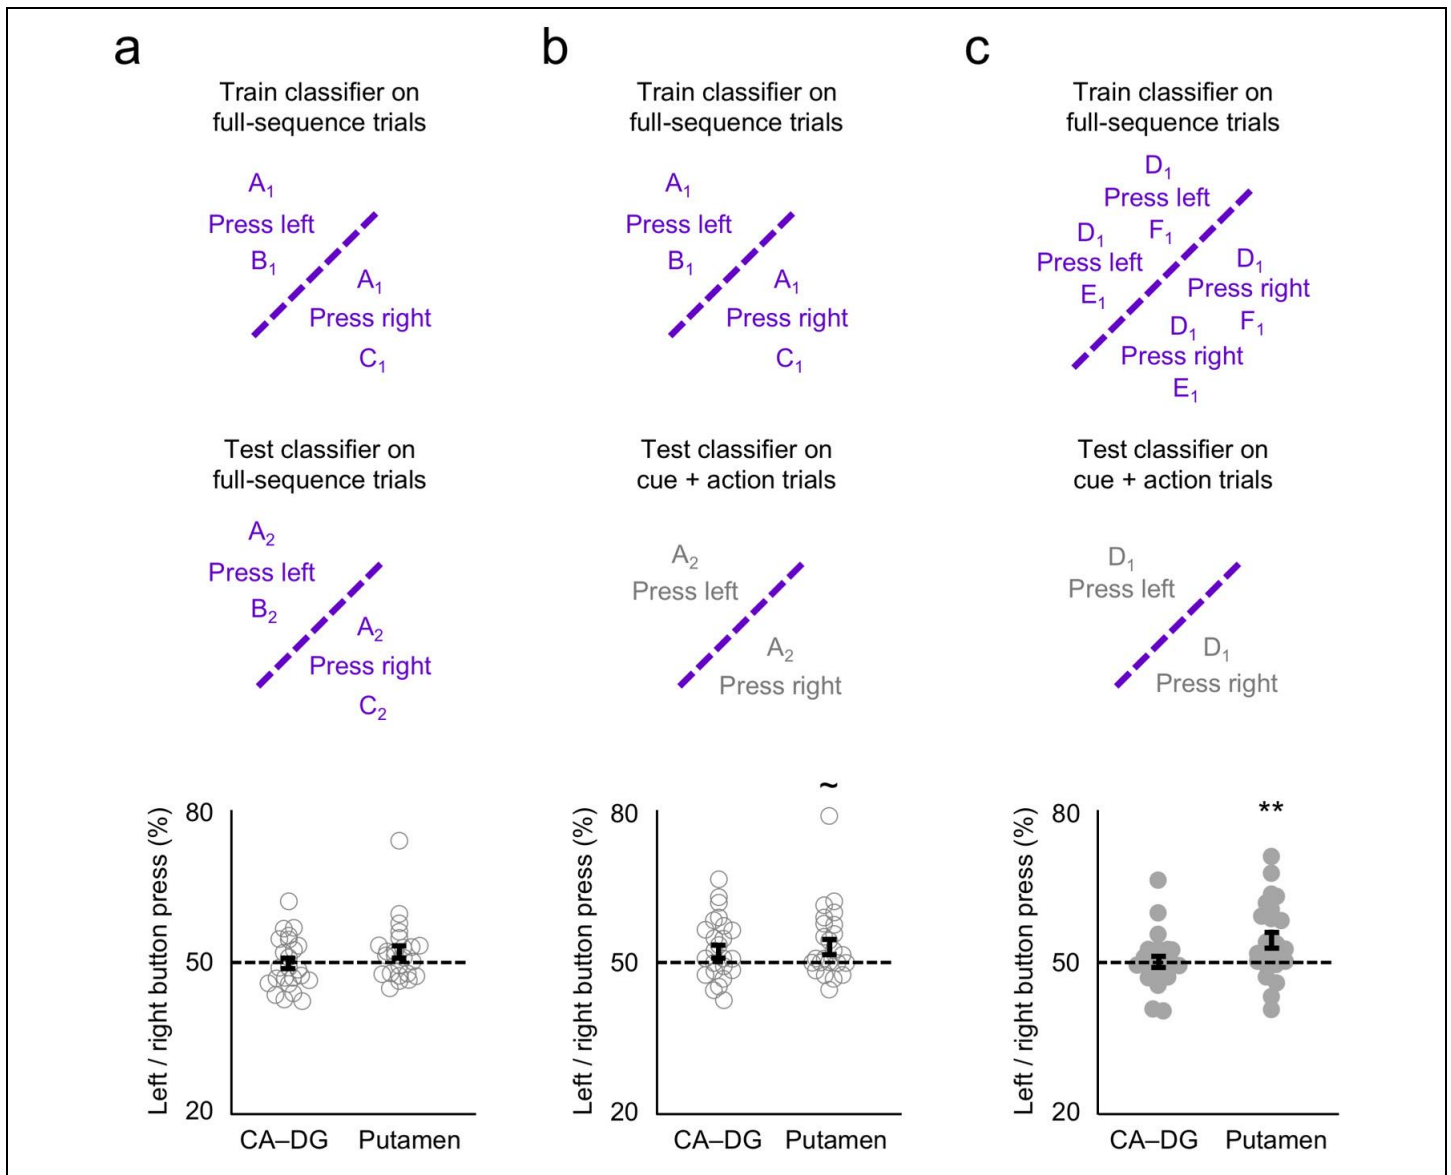 a
Train classifier on
full-sequence trials
A₁
Press left
B₁
A₁
Press right
C₁
Test classifier on
full-sequence trials
A₂
Press left
B₂
A₂
Press right
C₂
Left / right button press (%)
80
50
20
CA–DG
Putamen
b
Train classifier on
full-sequence trials
A₁
Press left
B₁
A₁
Press right
C₁
Test classifier on
cue + action trials
A₂
Press left
A₂
Press right
~
Left / right button press (%)
80
50
20
CA–DG
Putamen
c
Train classifier on
full-sequence trials
D₁
Press left
F₁
D₁
Press left
E₁
D₁
Press right
F₁
D₁
Press right
E₁
Test classifier on
cue + action trials
D₁
Press left
D₁
Press right
**
Left / right button press (%)
80
50
20
CA–DG
Putamen